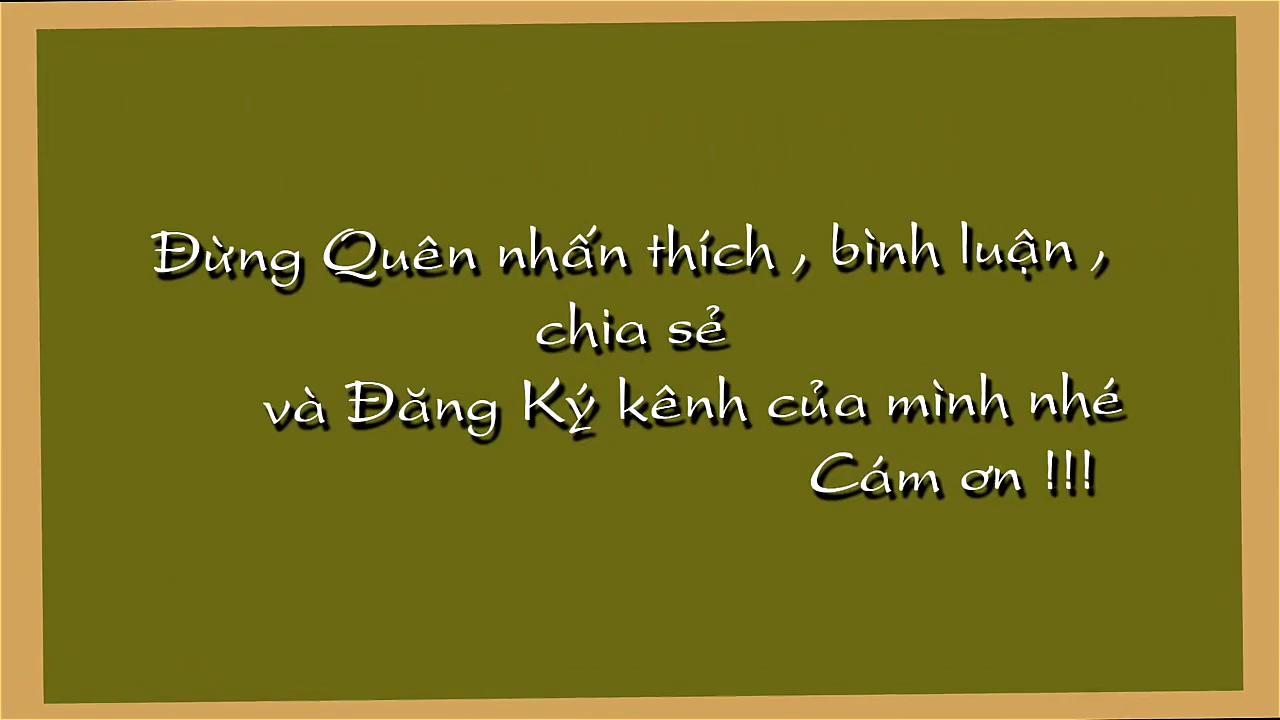 Đừng Quên nhấn thích , bình luận ,
chia sẻ
và Đăng Ký kênh của mình nhé
Cám ơn !!!